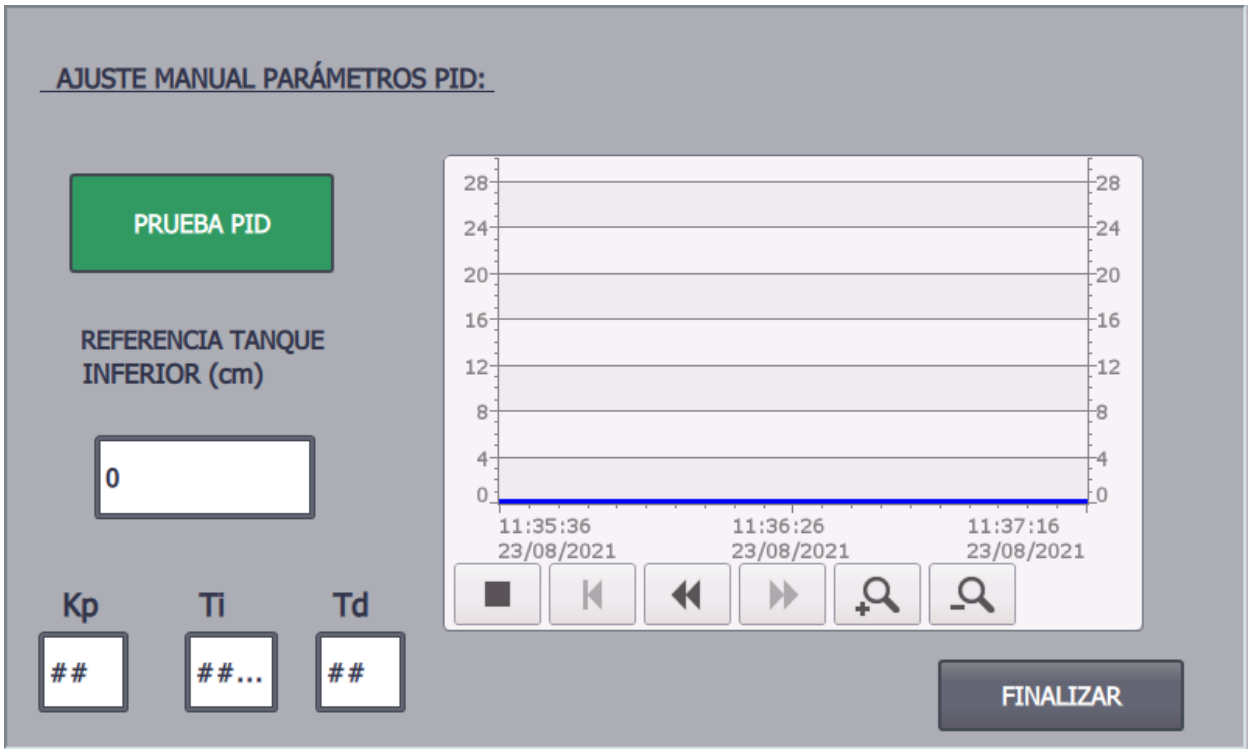 AJUSTE MANUAL PARÁMETROS PID:
PRUEBA PID
REFERENCIA TANQUE
INFERIOR (cm)
0
Kp Ti Td
## ##... ##
28 28
24 24
20 20
16 16
12 12
8 8
4 4
0 0
11:35:36 11:36:26 11:37:16
23/08/2021 23/08/2021 23/08/2021
FINALIZAR